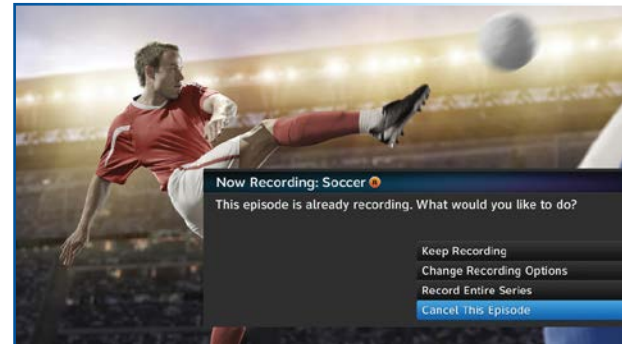 Now Recording: Soccer R
This episode is already recording. What would you like to do?
Keep Recording
Change Recording Options
Record Entire Series
Cancel This Episode